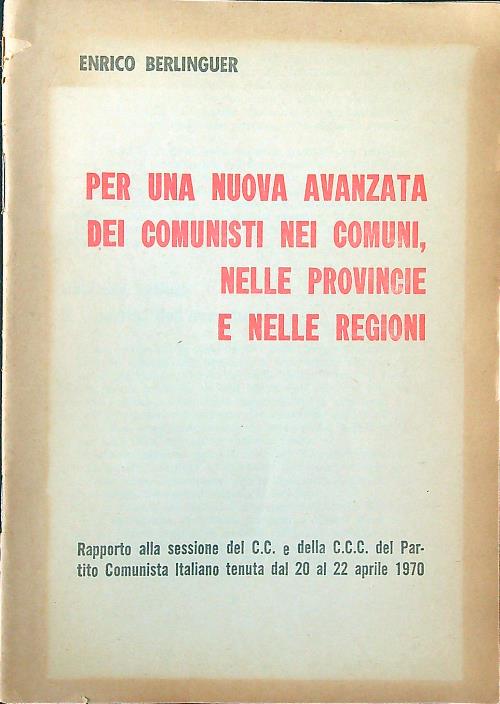 ENRICO BERLINGUER
PER UNA NUOVA AVANZATA
DEI COMUNISTI NEI COMUNI,
NELLE PROVINCIE
E NELLE REGIONI
Rapporto alla sessione del C.C. e della C.C.C. del Par-
tito Comunista Italiano tenuta dal 20 al 22 aprile 1970